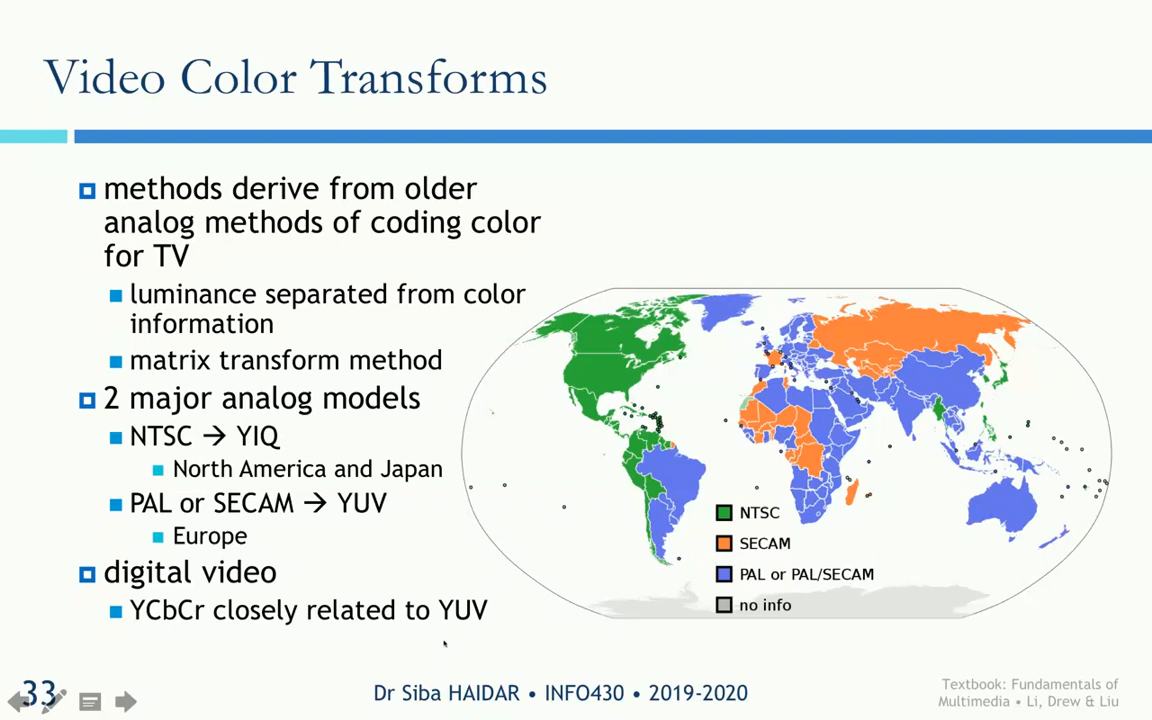 Video Color Transforms
methods derive from older
analog methods of coding color
for TV
luminance separated from color
information
matrix transform method
2 major analog models
NTSC → YIQ
North America and Japan
PAL or SECAM → YUV
Europe
digital video
YCbCr closely related to YUV
NTSC
SECAM
PAL or PAL/SECAM
no info
33
Dr Siba HAIDAR • INFO430 • 2019-2020
Textbook: Fundamentals of
Multimedia • Li, Drew & Liu